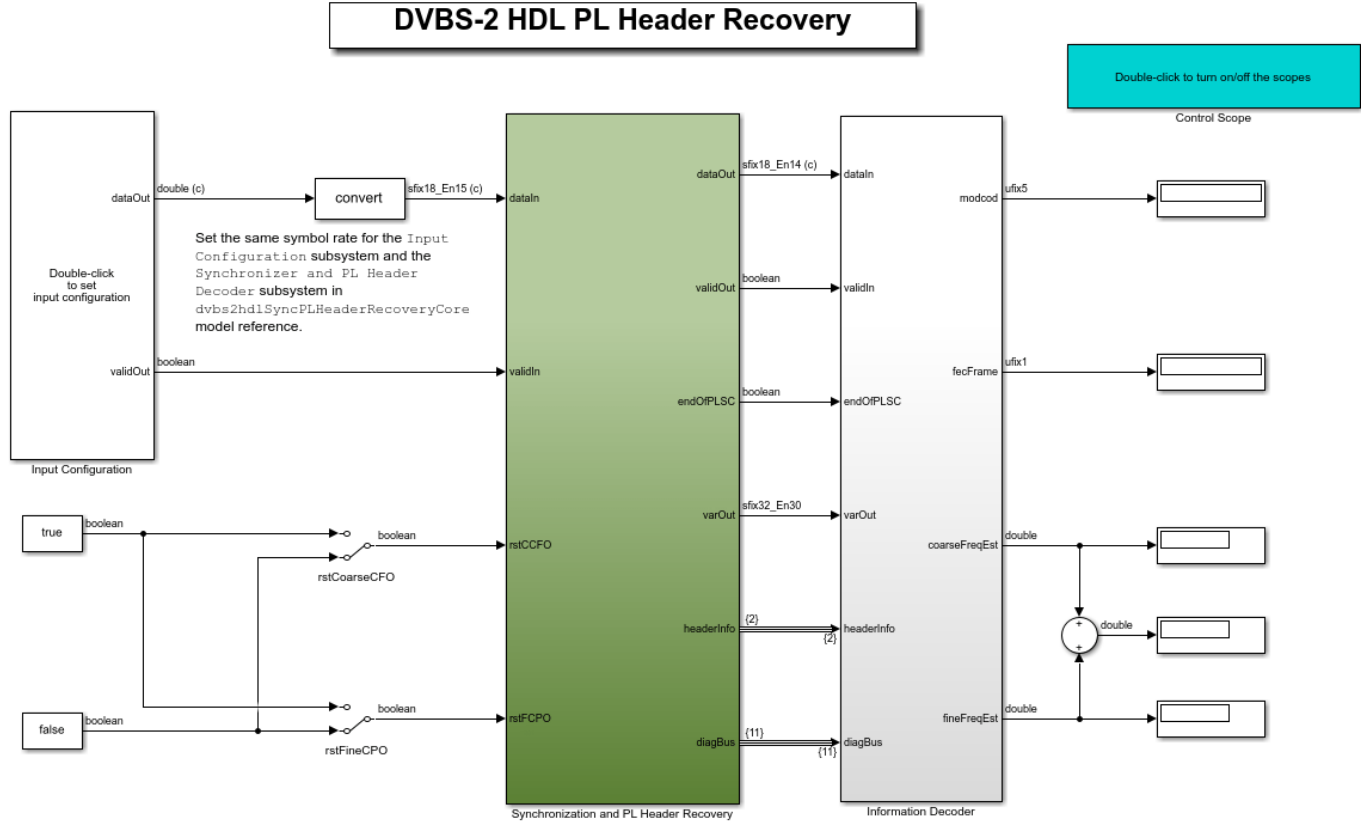 DVBS-2 HDL PL Header Recovery
Double-click to turn on/off the scopes
Control Scope
dataOut
double (c)
convert
sfix18_En15 (c)
dataIn
dataOut
sfix18_En14 (c)
dataIn
modcod
ufix5
Set the same symbol rate for the Input
Configuration subsystem and the
Synchronizer and PL Header
Decoder subsystem in
dvbs2hdlSyncPLHeaderRecoveryCore
model reference.
Double-click
to set
input configuration
validOut
boolean
validIn
validOut
boolean
validIn
fecFrame
ufix1
endOfPLSC
boolean
endOfPLSC
Input Configuration
varOut
sfix32_En30
varOut
true
boolean
boolean
rstCoarseCFO
rstCCFO
coarseFreqEst
double
headerInfo
{2}
{2}
headerInfo
+
+
double
false
boolean
boolean
rstFineCPO
rstFCPO
diagBus
{11}
{11}
diagBus
fineFreqEst
double
Synchronization and PL Header Recovery
Information Decoder